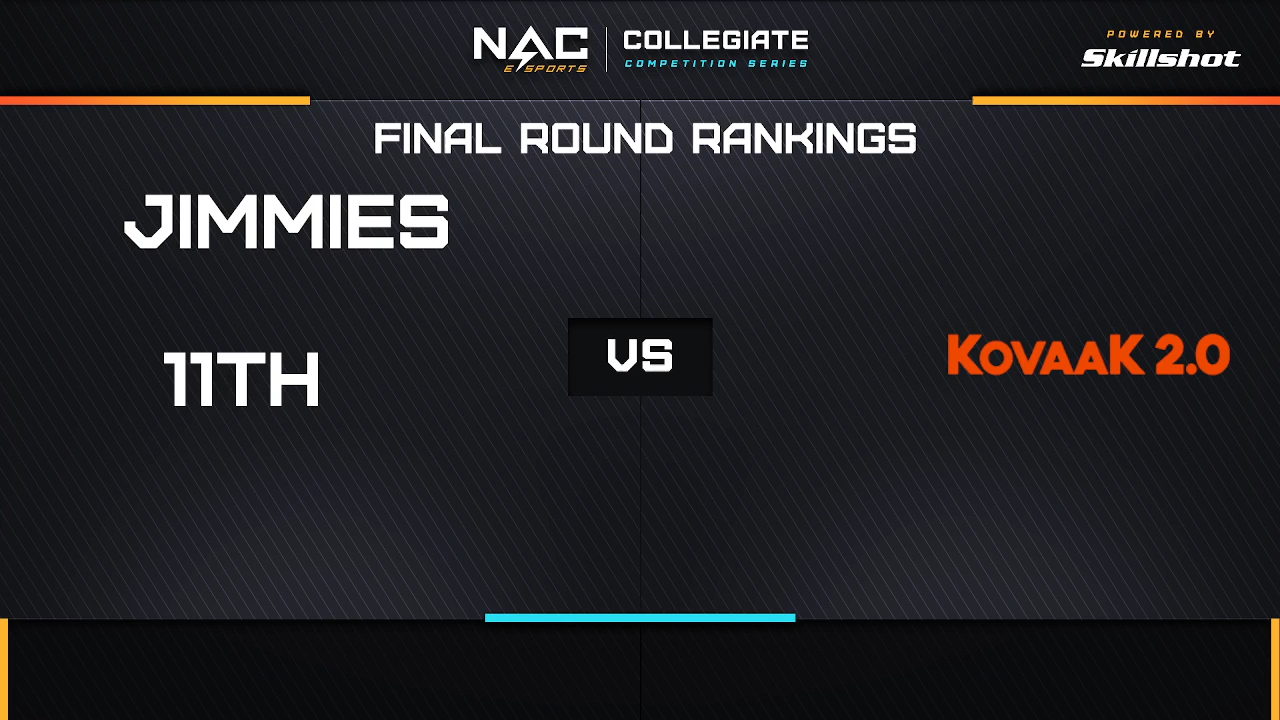 NAC
ESPORTS
COLLEGIATE
COMPETITION SERIES
POWERED BY
Skillshot
FINAL ROUND RANKINGS
JIMMIES
11TH
VS
KOVAAK 2.0